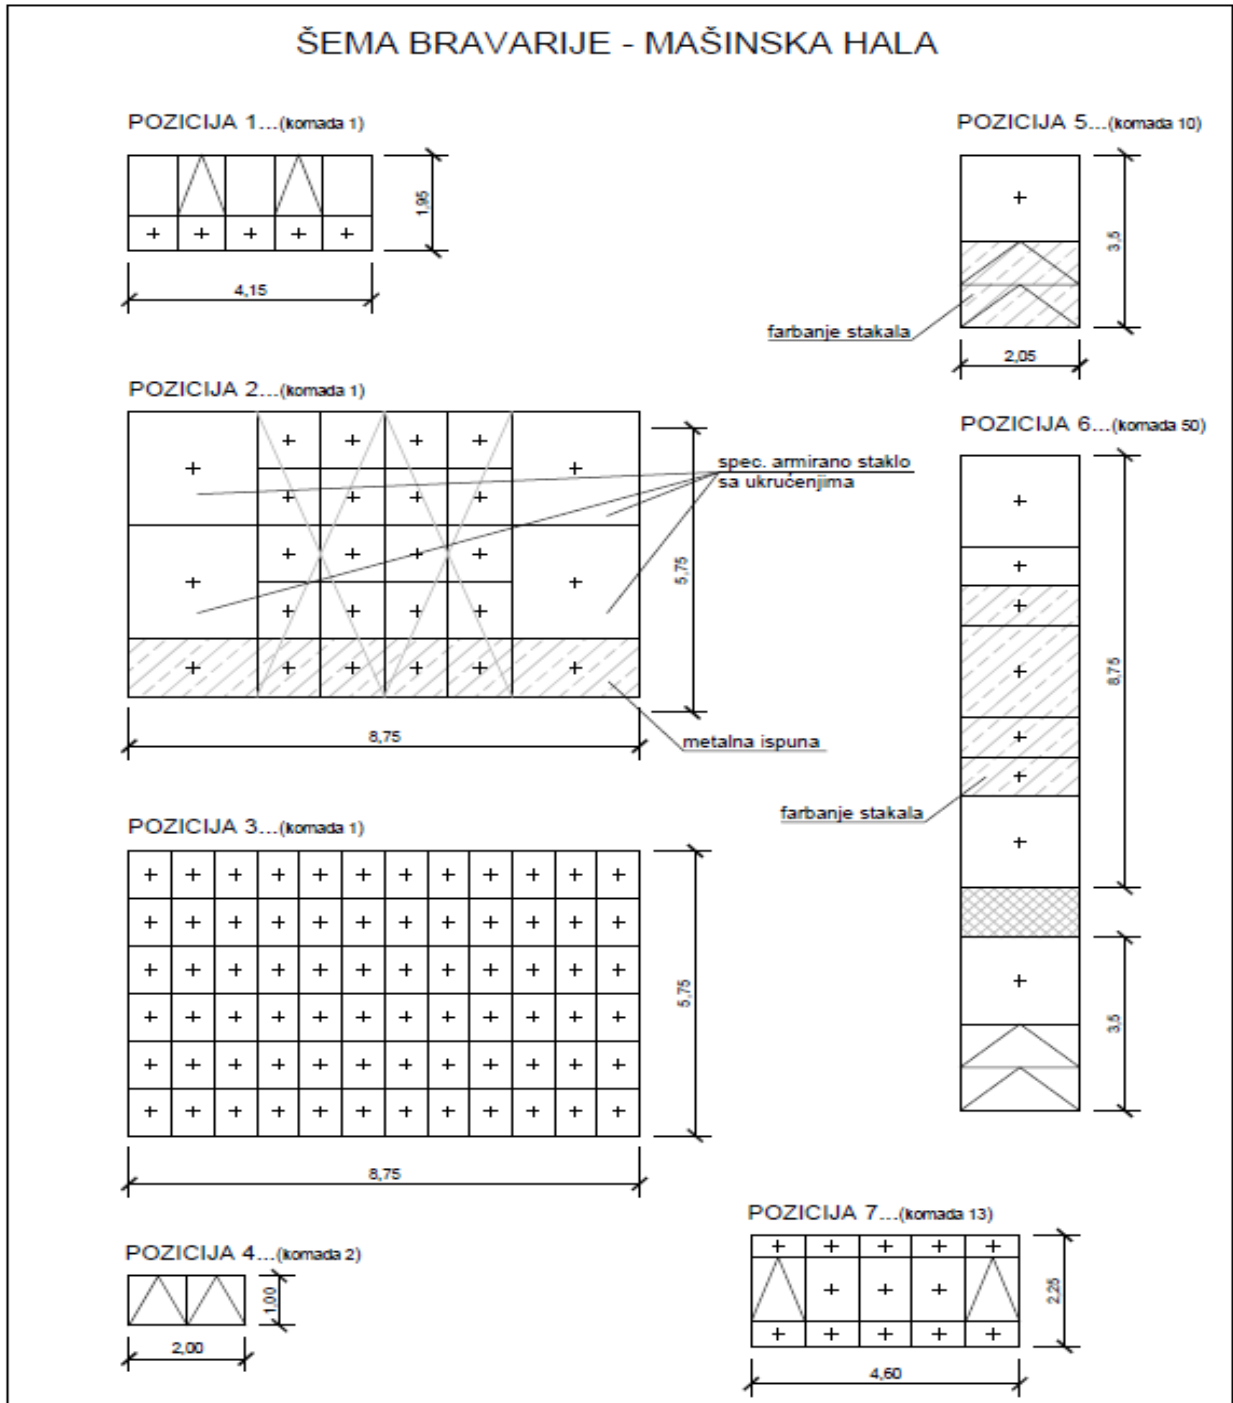 ŠEMA BRAVARIJE - MAŠINSKA HALA
POZICIJA 1...(komada 1)
1,95
4,15
POZICIJA 5...(komada 10)
3,5
farbanje stakala
2,05
POZICIJA 2...(komada 1)
spec. armirano staklo
sa ukrućenjima
5,75
8,75
metalna ispuna
POZICIJA 6...(komada 50)
8,75
farbanje stakala
3,5
POZICIJA 3...(komada 1)
5,75
8,75
POZICIJA 4...(komada 2)
1,00
2,00
POZICIJA 7...(komada 13)
2,25
4,60